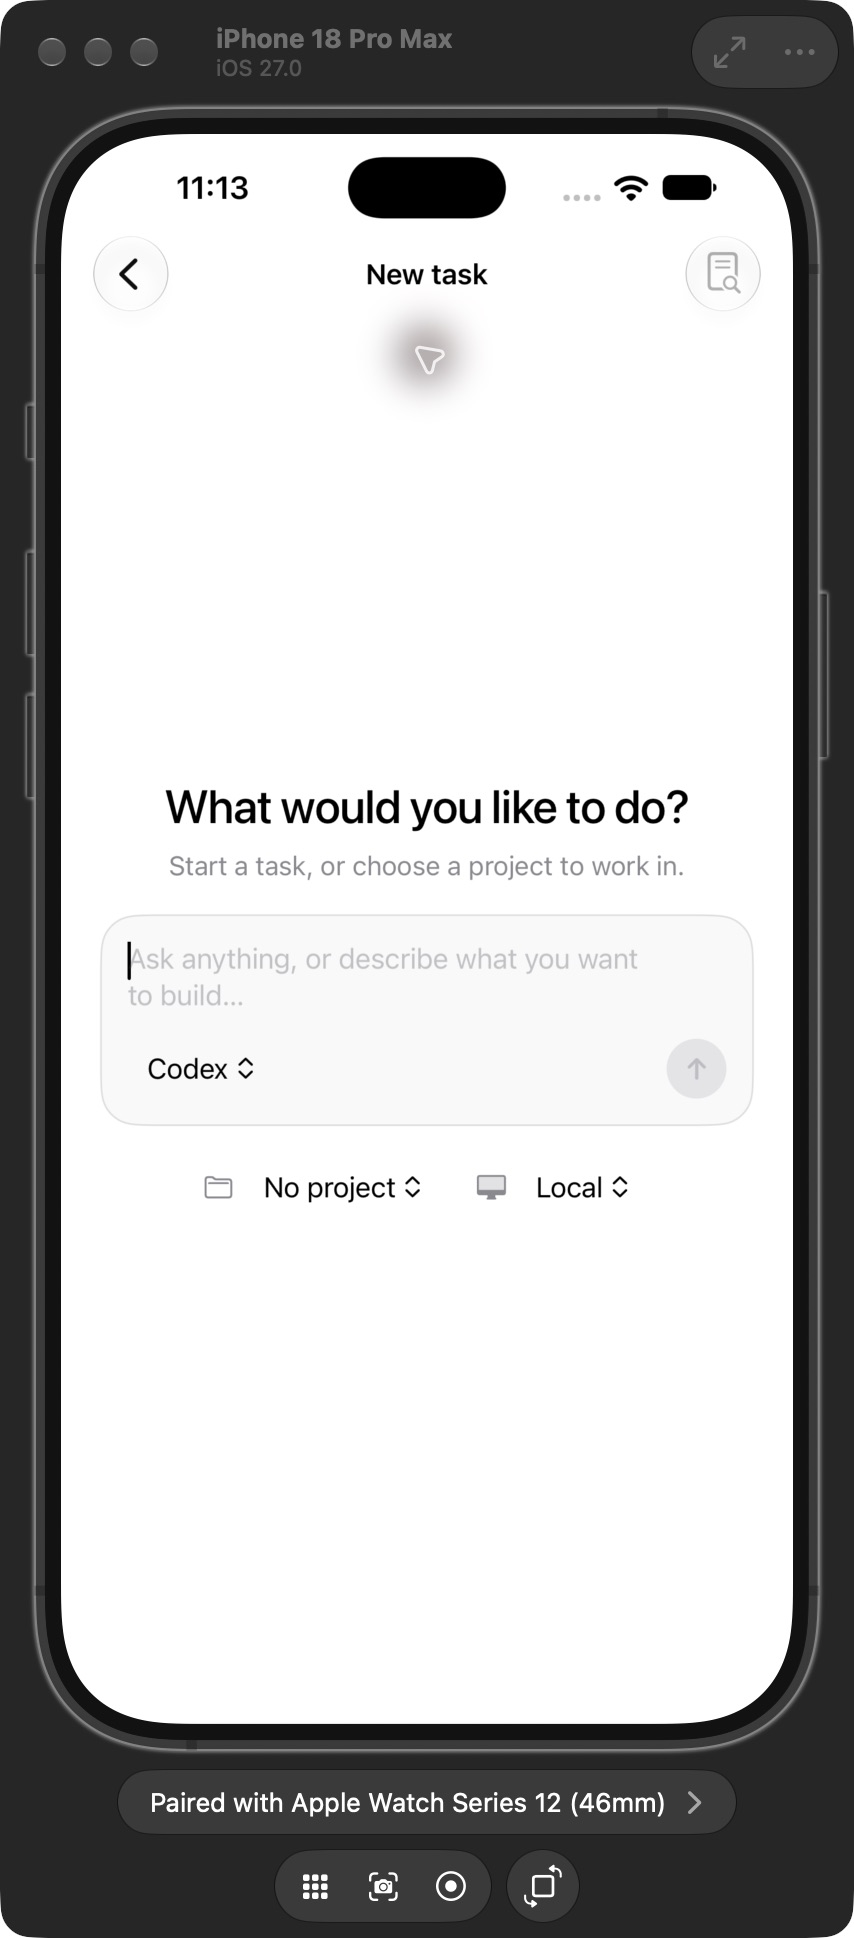 iPhone 18 Pro Max
iOS 27.0
11:13
New task
What would you like to do?
Start a task, or choose a project to work in.
Ask anything, or describe what you want
to build...
Codex
No project
Local
Paired with Apple Watch Series 12 (46mm)